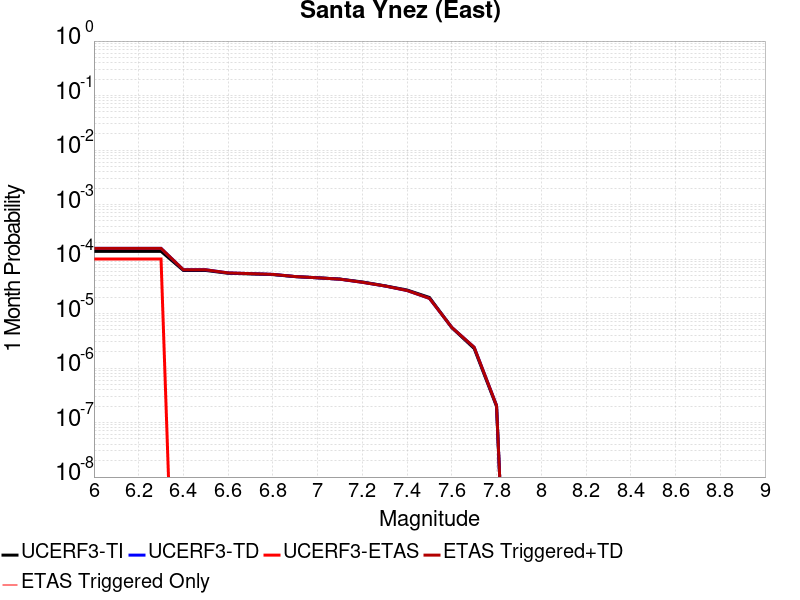 Santa Ynez (East)
10^0
10^-1
10^-2
10^-3
10^-4
10^-5
10^-6
10^-7
10^-8
1 Month Probability
6 6.2 6.4 6.6 6.8 7 7.2 7.4 7.6 7.8 8 8.2 8.4 8.6 8.8 9
Magnitude
UCERF3-TI UCERF3-TD UCERF3-ETAS ETAS Triggered+TD
ETAS Triggered Only